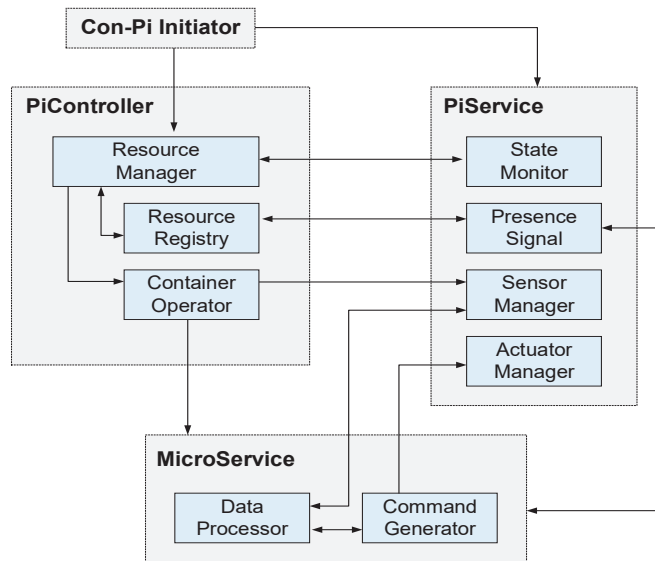 Con-Pi Initiator
PiController
Resource
Manager
Resource
Registry
Container
Operator
PiService
State
Monitor
Presence
Signal
Sensor
Manager
Actuator
Manager
MicroService
Data
Processor
Command
Generator